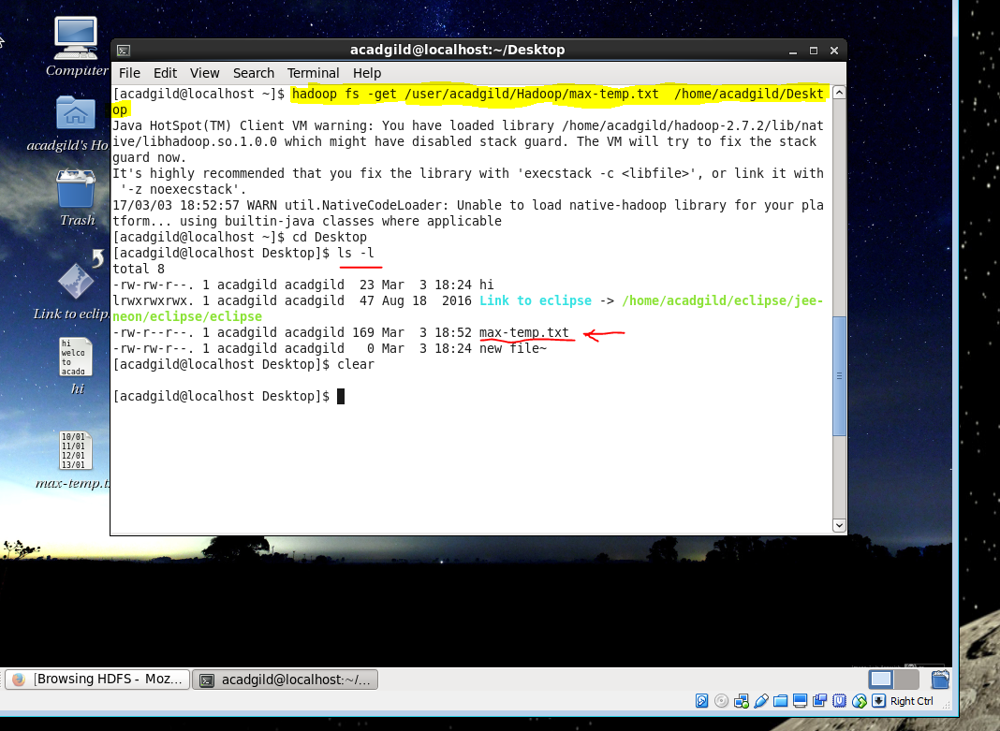 Computer
acadgild's Ho
Trash
Link to eclip.
hi
welco
to
acadg
hi
10/01
11/01
12/01
13/01
max-temp.t
acadgild@localhost:~/Desktop
File Edit View Search Terminal Help
[acadgild@localhost ~]$ hadoop fs -get /user/acadgild/Hadoop/max-temp.txt  /home/acadgild/Deskt
op
Java HotSpot(TM) Client VM warning: You have loaded library /home/acadgild/hadoop-2.7.2/lib/nat
ive/libhadoop.so.1.0.0 which might have disabled stack guard. The VM will try to fix the stack
guard now.
It's highly recommended that you fix the library with 'execstack -c <libfile>', or link it with
 '-z noexecstack'.
17/03/03 18:52:57 WARN util.NativeCodeLoader: Unable to load native-hadoop library for your pla
tform... using builtin-java classes where applicable
[acadgild@localhost ~]$ cd Desktop
[acadgild@localhost Desktop]$ ls -l
total 8
-rw-rw-r--. 1 acadgild acadgild  23 Mar  3 18:24 hi
lrwxrwxrwx. 1 acadgild acadgild  47 Aug 18  2016 Link to eclipse -> /home/acadgild/eclipse/jee-
neon/eclipse/eclipse
-rw-r--r--. 1 acadgild acadgild 169 Mar  3 18:52 max-temp.txt
-rw-rw-r--. 1 acadgild acadgild   0 Mar  3 18:24 new file~
[acadgild@localhost Desktop]$ clear
[acadgild@localhost Desktop]$
[Browsing HDFS - Moz...
acadgild@localhost:~/...
Right Ctrl